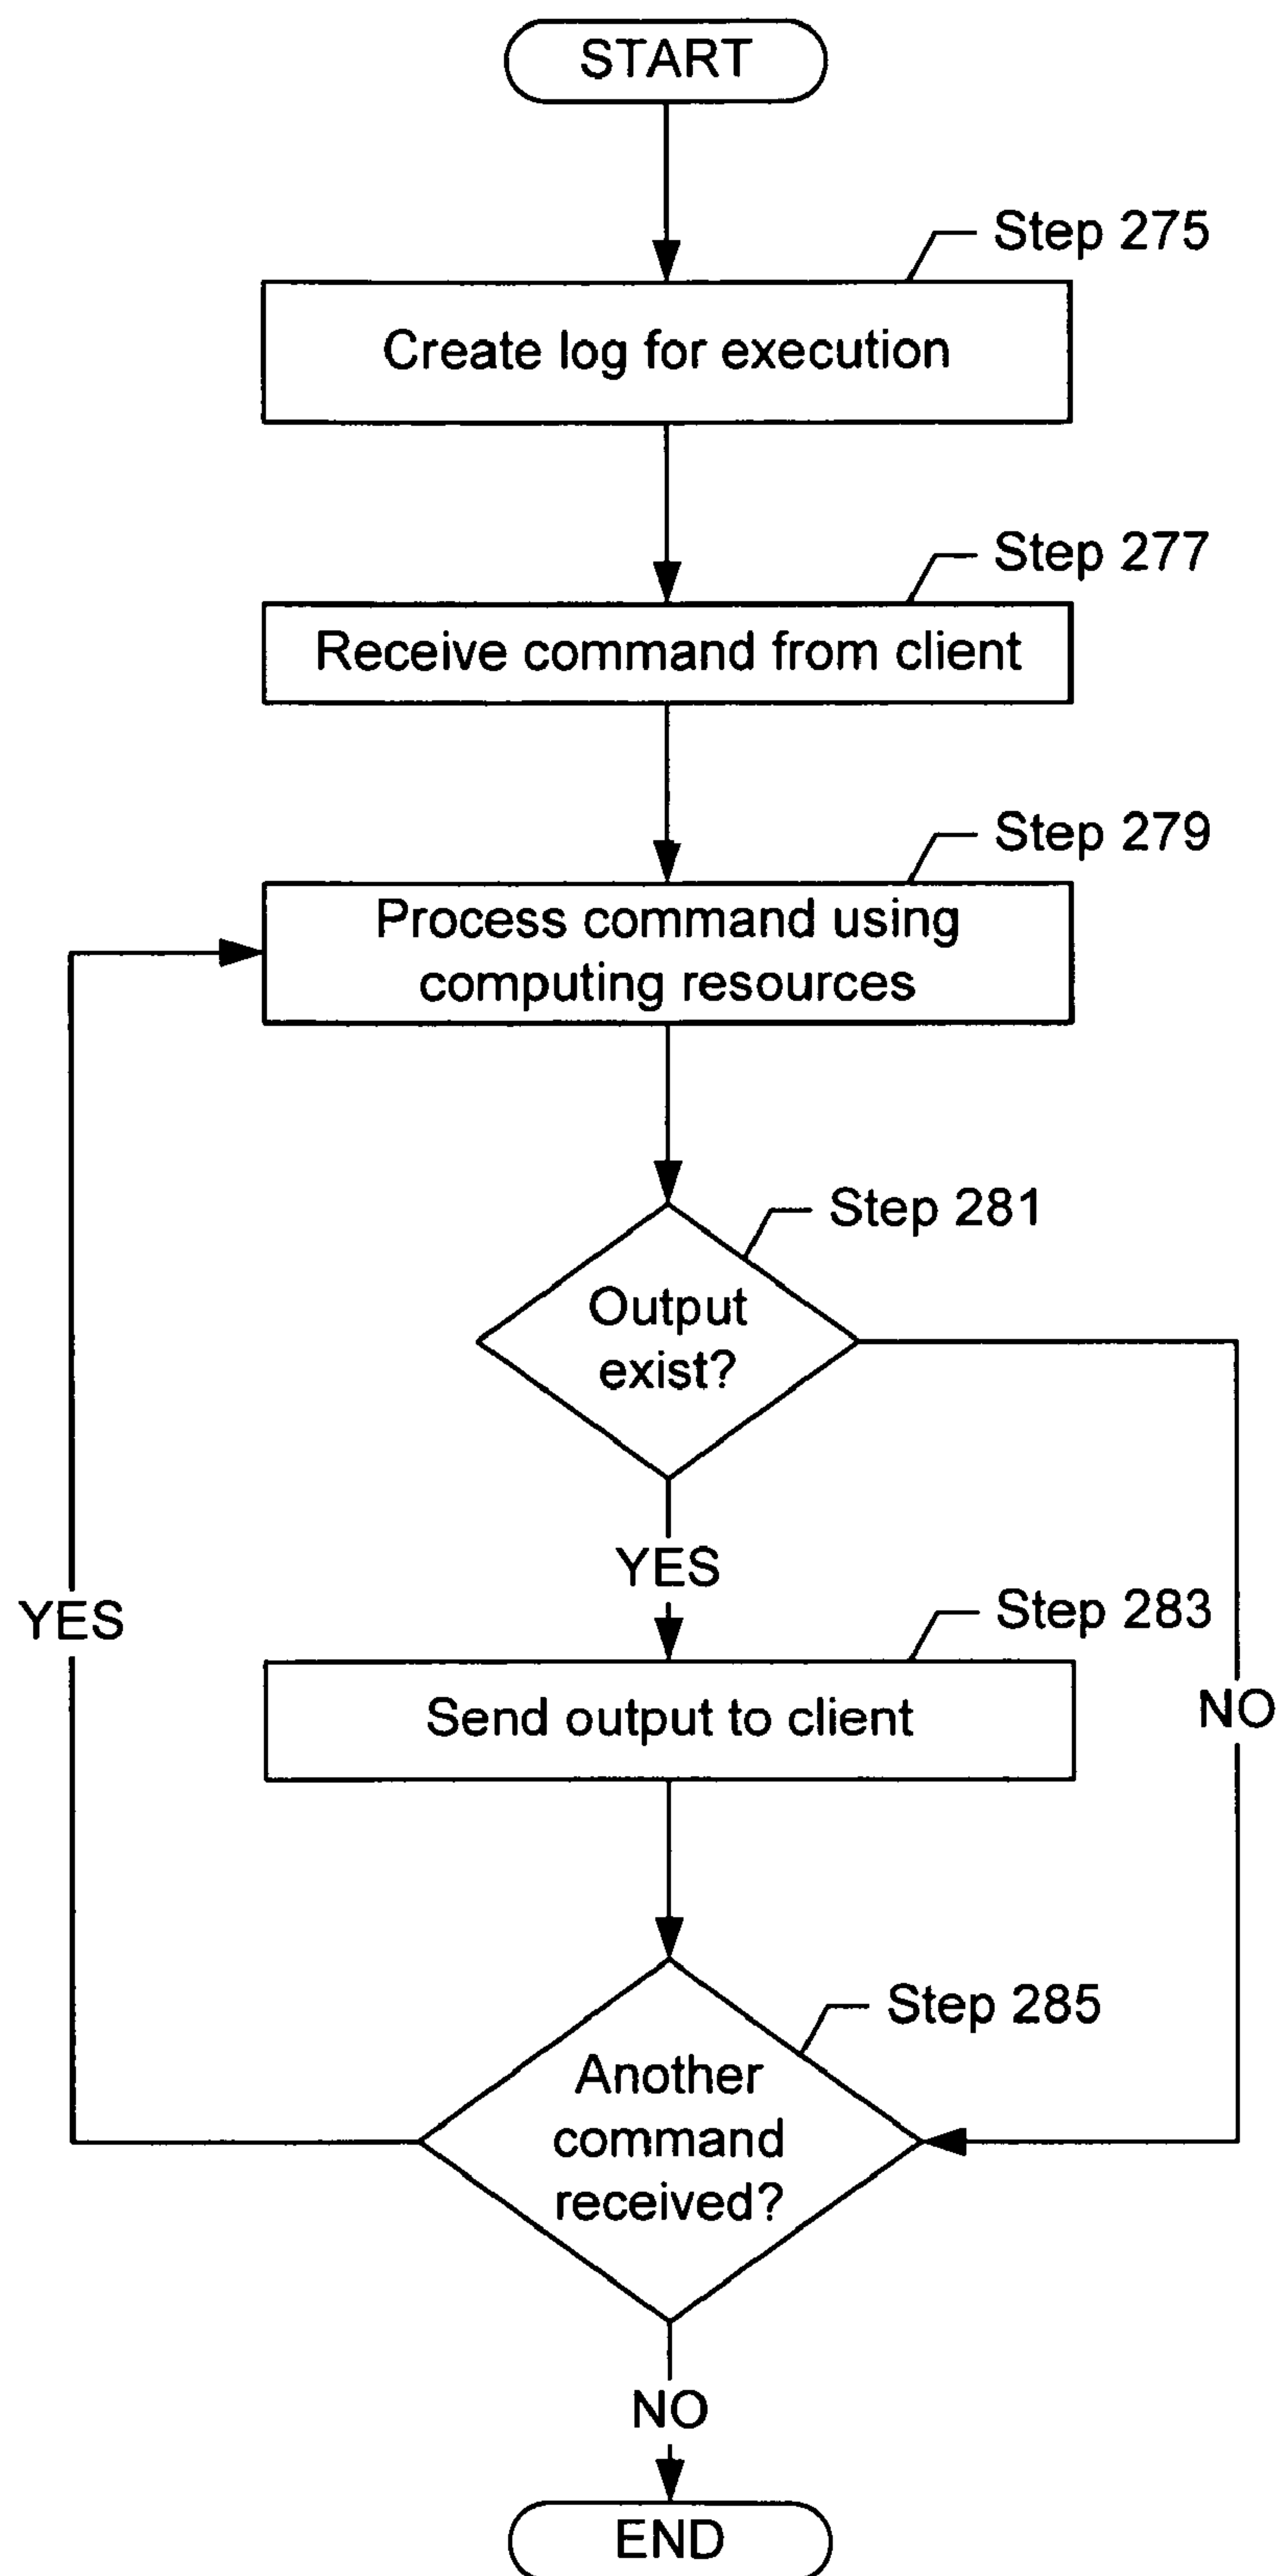 START
Step 275
Create log for execution
Step 277
Receive command from client
Step 279
Process command using
computing resources
Step 281
Output
exist?
YES
YES
Step 283
Send output to client
NO
Step 285
Another
command
received?
NO
END